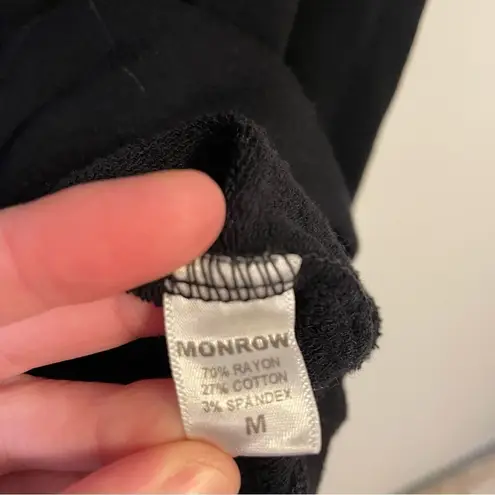 MONROW
70% RAYON
27% COTTON
3% SPANDEX
M